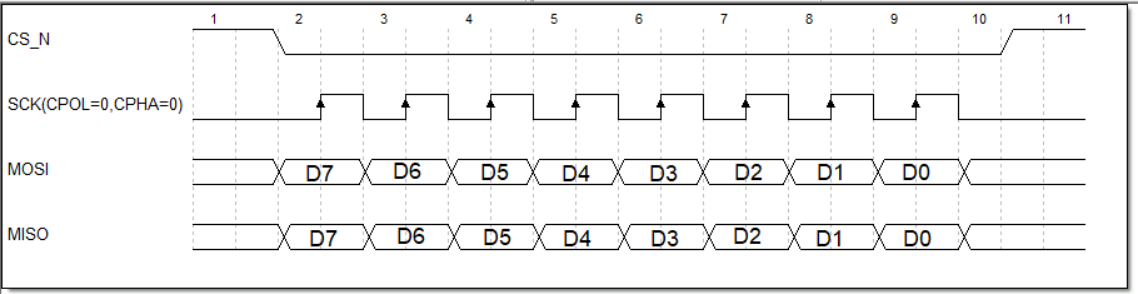 1 2 3 4 5 6 7 8 9 10 11
CS_N
SCK(CPOL=0,CPHA=0)
MOSI D7 D6 D5 D4 D3 D2 D1 D0
MISO D7 D6 D5 D4 D3 D2 D1 D0